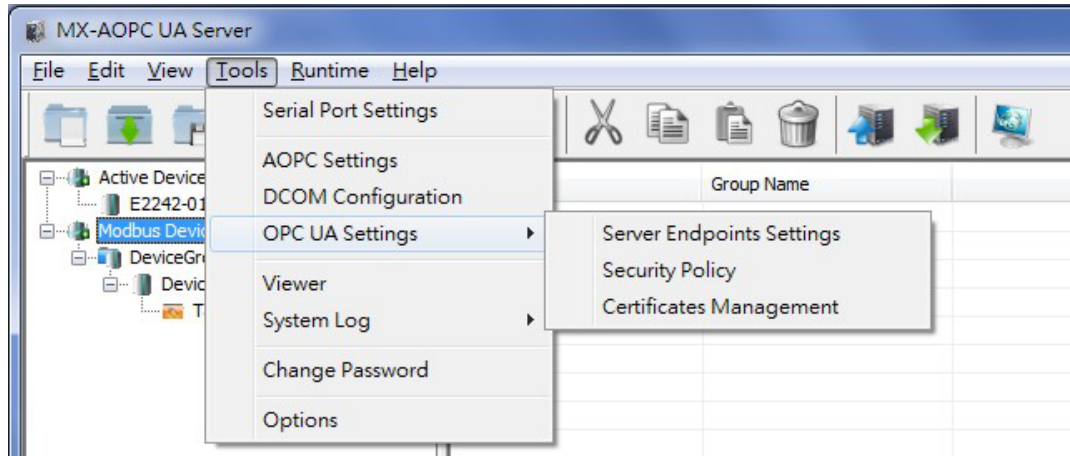 MX-AOPC UA Server
File Edit View Tools Runtime Help
Serial Port Settings
AOPC Settings
DCOM Configuration
OPC UA Settings
Viewer
System Log
Change Password
Options
Server Endpoints Settings
Security Policy
Certificates Management
Active Device
E2242-01
Modbus Devic
DeviceGr
Devic
T
Group Name